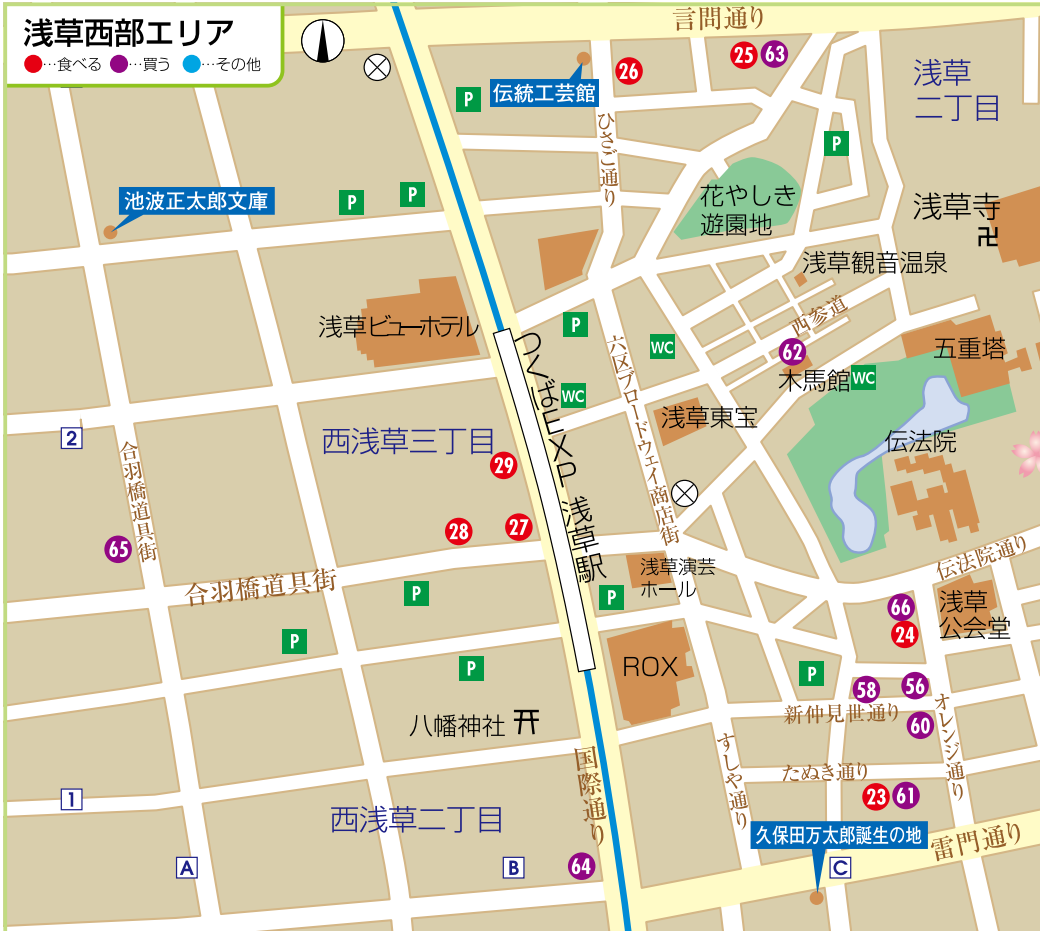 浅草西部エリア
…食べる …買う …その他
言問通り
25
63
26
浅草
二丁目
伝統工芸館
P
ひさご通り
P
池波正太郎文庫
P
P
花やしき
遊園地
浅草寺
卍
浅草観音温泉
浅草ビューホテル
P
西参道
WC
六区ブロードウェイ商店街
62
木馬館
WC
五重塔
つくばEXP 浅草駅
WC
浅草東宝
2
西浅草三丁目
伝法院
合羽橋道具街
29
28
27
65
合羽橋道具街
浅草演芸
ホール
伝法院通り
P
P
66
浅草
公会堂
24
P
P
ROX
P
58
56
新仲見世通り
60
オレンジ通り
八幡神社
国際通り
すしや通り
たぬき通り
1
23
61
西浅草二丁目
久保田万太郎誕生の地
雷門通り
A
B
64
C